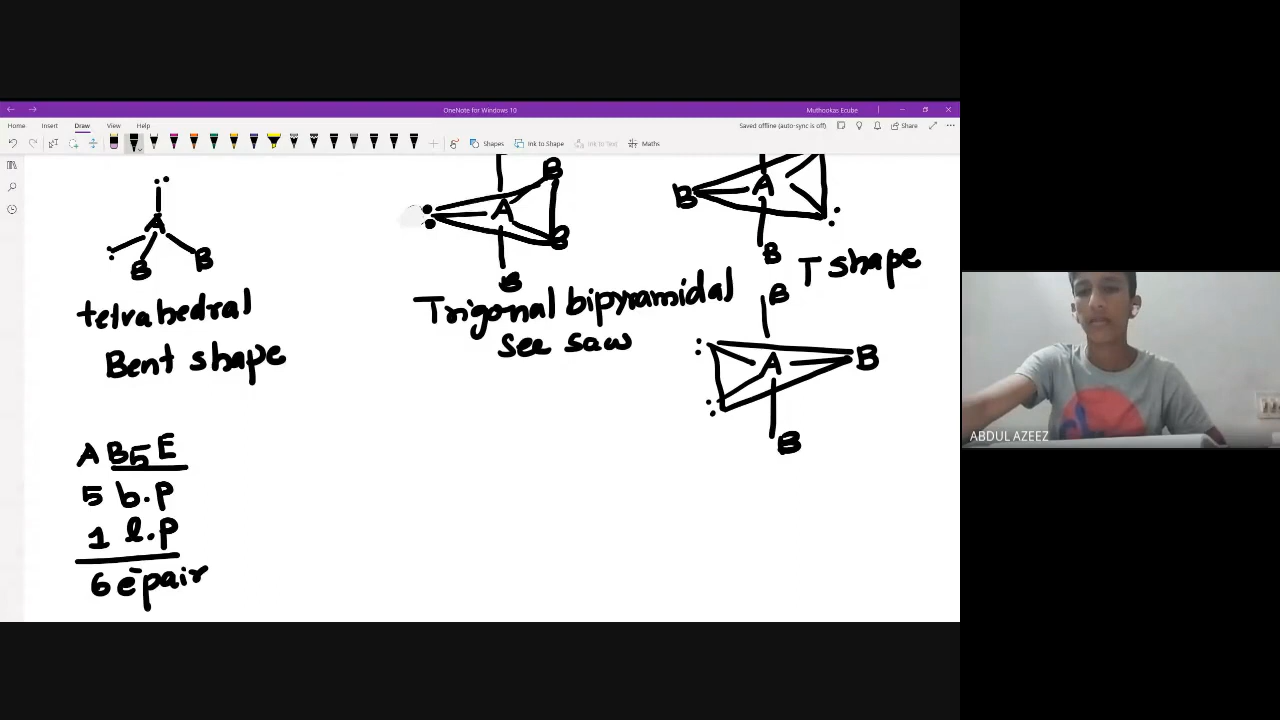 OneNote for Windows 10
Muthookas Ecube
Home Insert Draw View Help
Saved offline (auto-sync is off)
Share
Shapes
Ink to Shape
Ink to Text
Maths
A
B
B
tetrahedral
Bent shape
B
A
B
B
Trigonal bipyramidal
See saw
B
A
B
T shape
B
A
B
B
AB5E
5 b.p
1 l.p
6 e- pair
ABDUL AZEEZ